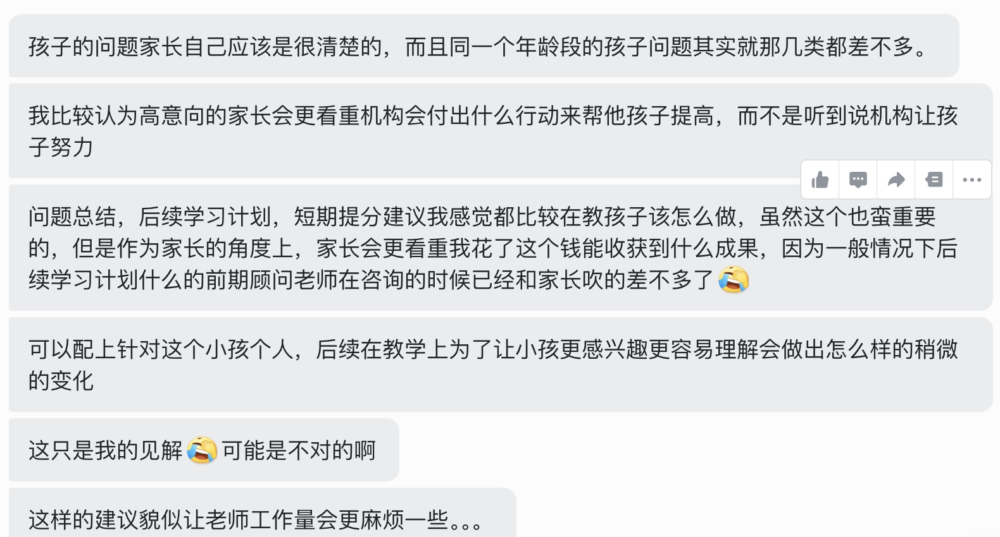 孩子的问题家长自己应该是很清楚的，而且同一个年龄段的孩子问题其实就那几类都差不多。
我比较认为高意向的家长会更看重机构会付出什么行动来帮他孩子提高，而不是听到说机构让孩
子努力
问题总结，后续学习计划，短期提分建议我感觉都比较在教孩子该怎么做，虽然这个也蛮重要
的，但是作为家长的角度上，家长会更看重我花了这个钱能收获到什么成果，因为一般情况下后
续学习计划什么的前期顾问老师在咨询的时候已经和家长吹的差不多了
可以配上针对这个小孩个人，后续在教学上为了让小孩更感兴趣更容易理解会做出怎么样的稍微
的变化
这只是我的见解可能是不对的啊
这样的建议貌似让老师工作量会更麻烦一些。。。